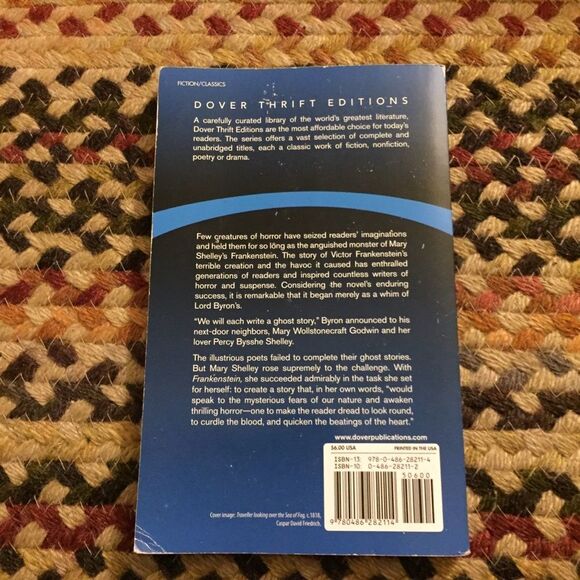 FICTION/CLASSICS
DOVER THRIFT EDITIONS
A carefully curated library of the world's greatest literature,
Dover Thrift Editions are the most affordable choice for today's
readers. The series offers a vast selection of complete and
unabridged titles, each a classic work of fiction, nonfiction,
poetry or drama.
Few creatures of horror have seized readers' imaginations
and held them for so long as the anguished monster of Mary
Shelley's Frankenstein. The story of Victor Frankenstein's
terrible creation and the havoc it caused has enthralled
generations of readers and inspired countless writers of
horror and suspense. Considering the novel's enduring
success, it is remarkable that it began merely as a whim of
Lord Byron's.
"We will each write a ghost story," Byron announced to his
next-door neighbors, Mary Wollstonecraft Godwin and her
lover Percy Bysshe Shelley.
The illustrious poets failed to complete their ghost stories.
But Mary Shelley rose supremely to the challenge. With
Frankenstein, she succeeded admirably in the task she set
for herself: to create a story that, in her own words, "would
speak to the mysterious fears of our nature and awaken
thrilling horror—one to make the reader dread to look round,
to curdle the blood, and quicken the beatings of the heart."
www.doverpublications.com
$6.00 USA PRINTED IN THE USA
ISBN-13: 978-0-486-28211-4
ISBN-10: 0-486-28211-2
50600
9 780486 282114
Cover image: Traveller looking over the Sea of Fog, c.1818,
Caspar David Friedrich.